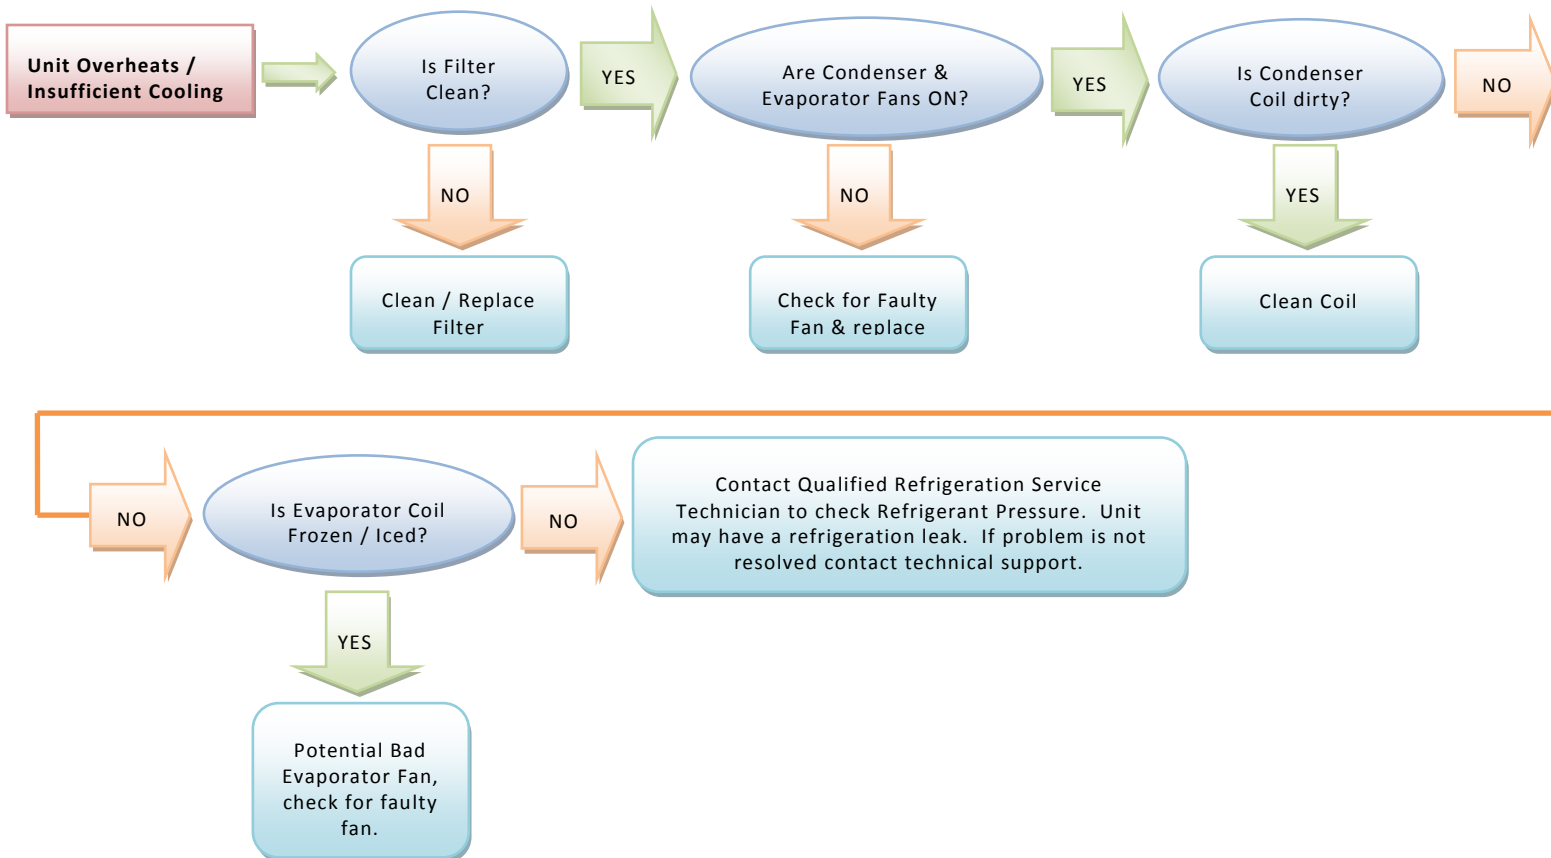 Unit Overheats /
Insufficient Cooling
Is Filter
Clean?
YES
Are Condenser &
Evaporator Fans ON?
YES
Is Condenser
Coil dirty?
NO
NO
NO
YES
Clean / Replace
Filter
Check for Faulty
Fan & replace
Clean Coil
NO
Is Evaporator Coil
Frozen / Iced?
NO
Contact Qualified Refrigeration Service
Technician to check Refrigerant Pressure.  Unit
may have a refrigeration leak.  If problem is not
resolved contact technical support.
YES
Potential Bad
Evaporator Fan,
check for faulty
fan.